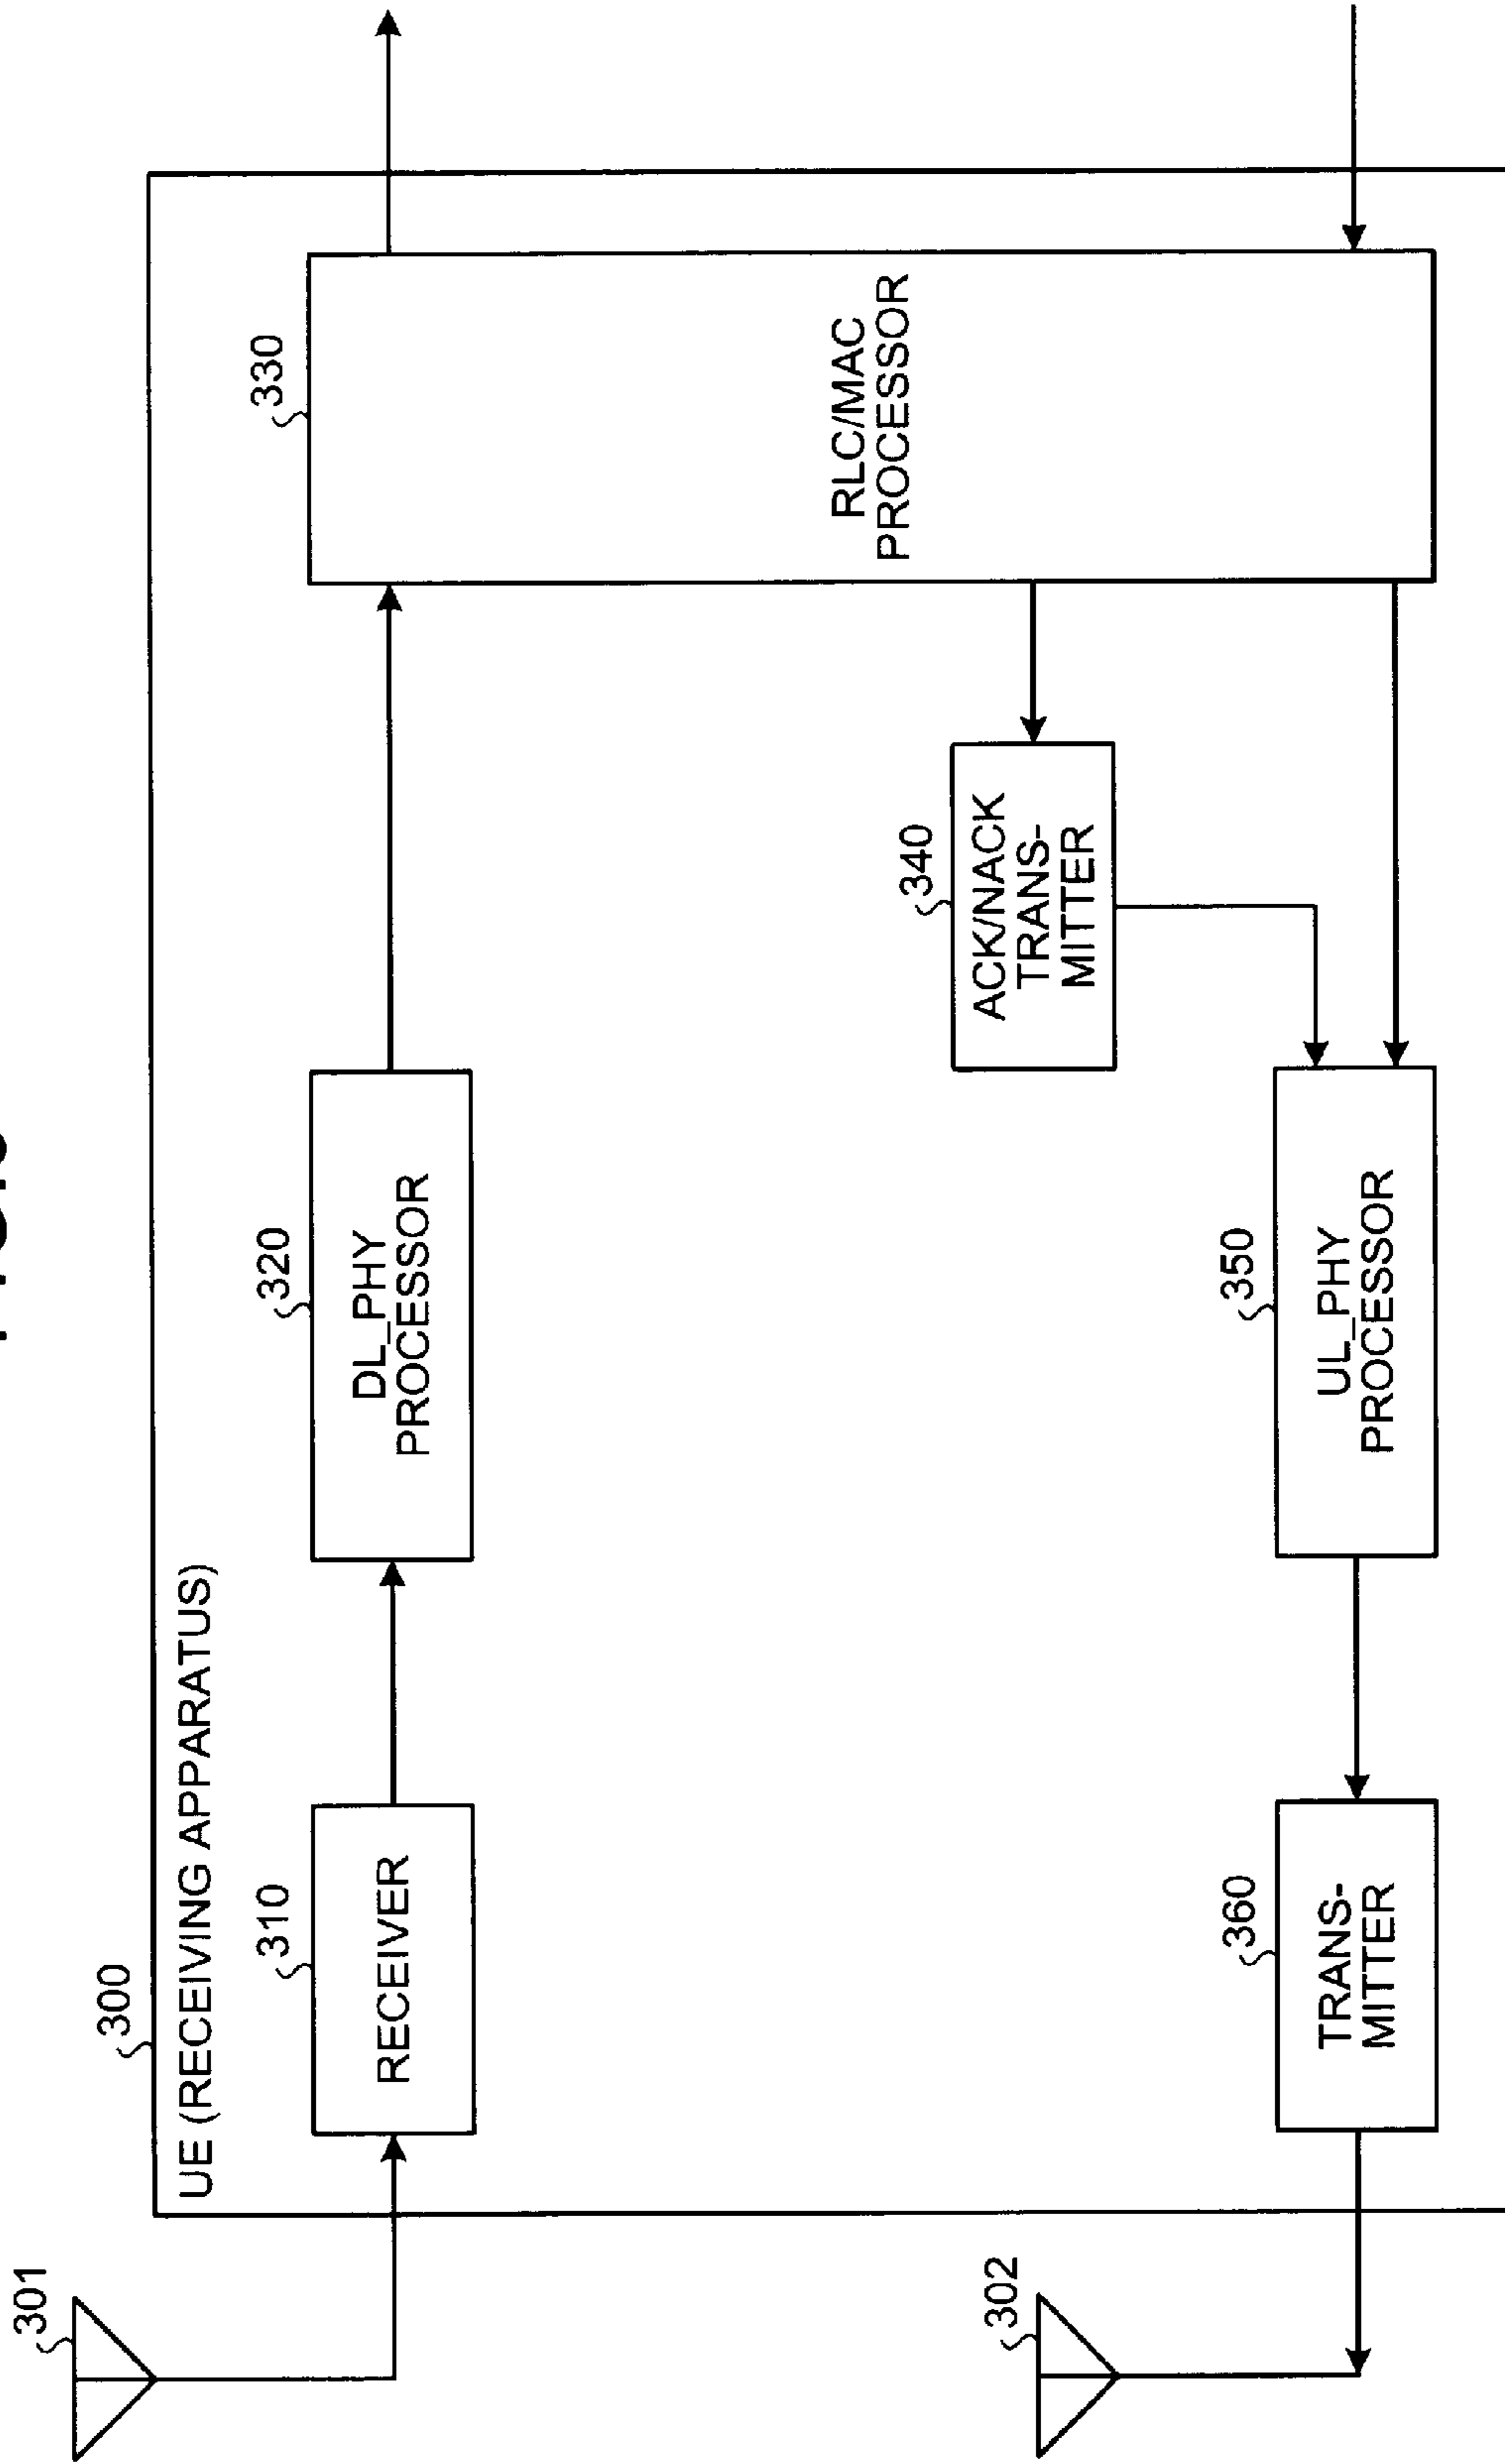 301
300
UE (RECEIVING APPARATUS)
310
RECEIVER
320
DL_PHY
PROCESSOR
330
RLC/MAC
PROCESSOR
340
ACK/NACK
TRANS-
MITTER
302
360
TRANS-
MITTER
350
UL_PHY
PROCESSOR